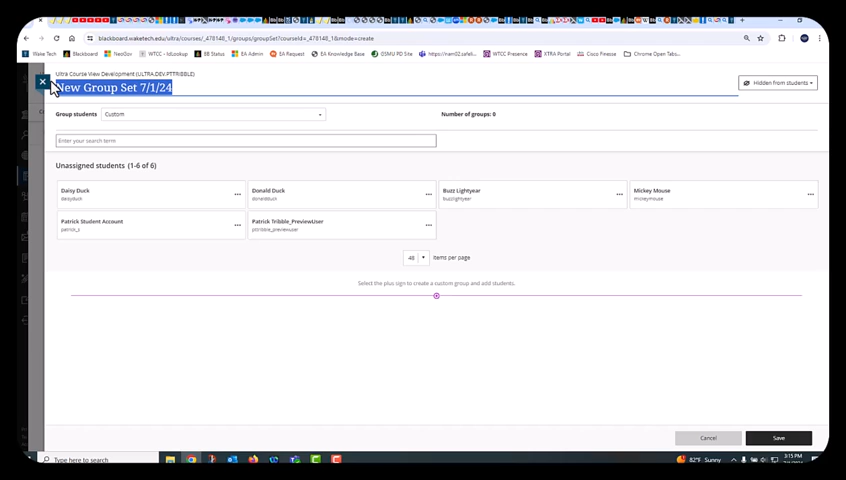 blackboard.waketech.edu/ultra/courses/_478148_1/groups/groupSet?courseId=_478148_1&mode=create
Wake Tech
Blackboard
NeoGov
WTCC - IdLookup
BB Status
EA Admin
EA Request
EA Knowledge Base
OSMU PD Site
https://nam02.safeli...
WTCC Presence
XTRA Portal
Cisco Finesse
Chrome Open Tabs...
Ultra Course View Development (ULTRA.DEV.PTTRIBBLE)
New Group Set 7/1/24
Hidden from students
Group students
Custom
Number of groups: 0
Enter your search term
Unassigned students (1-6 of 6)
Daisy Duck
daisyduck
Donald Duck
donaldduck
Buzz Lightyear
buzzlightyear
Mickey Mouse
mickeymouse
Patrick Student Account
patrick_s
Patrick Tribble_PreviewUser
pttribble_previewuser
48
items per page
Select the plus sign to create a custom group and add students.
Cancel
Save
Type here to search
82°F Sunny
3:15 PM